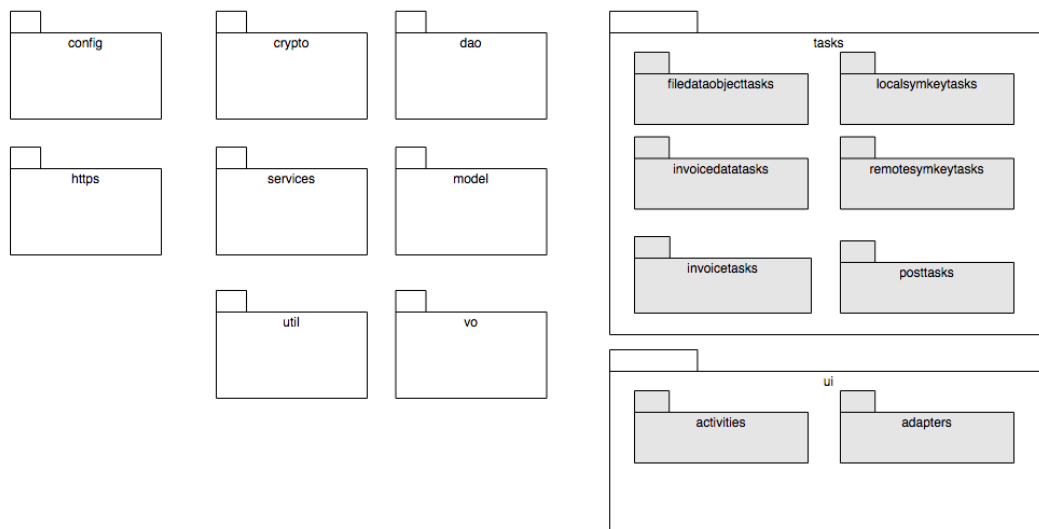 config
crypto
dao
https
services
model
util
vo
tasks
filedataobjecttasks
localsymkeytasks
invoicedatatasks
remotesymkeytasks
invoicetasks
posttasks
ui
activities
adapters